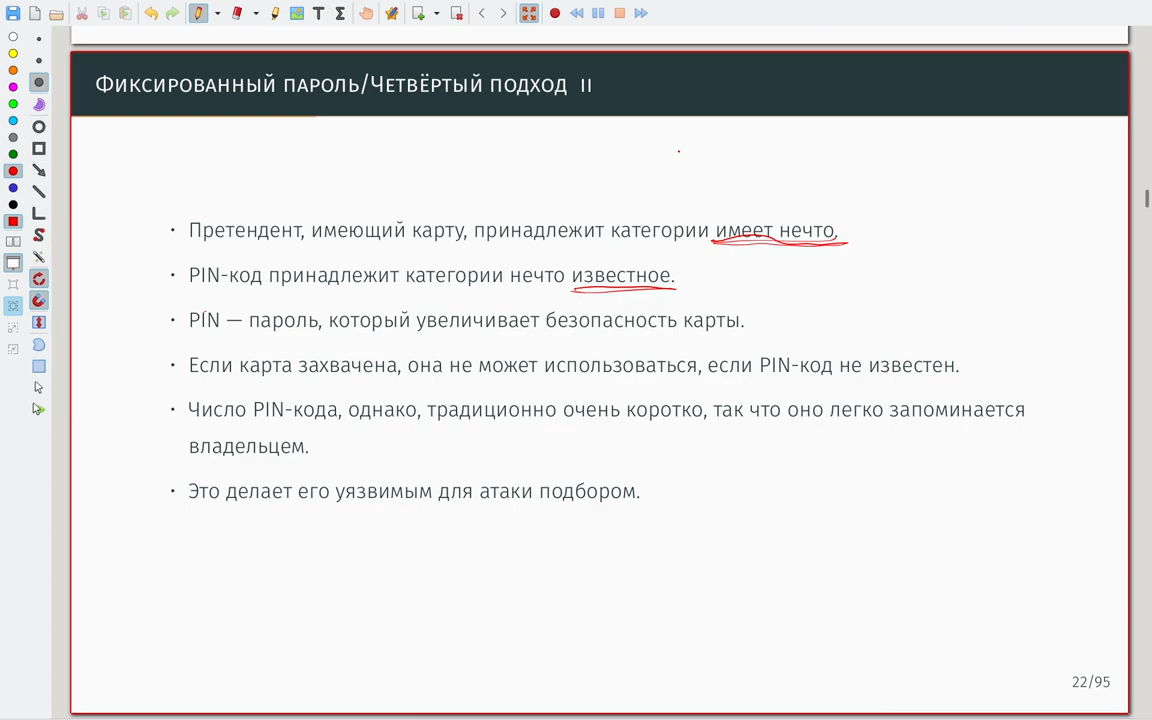 Фиксированный пароль/Четвёртый подход II
• Претендент, имеющий карту, принадлежит категории имеет нечто.
• PIN-код принадлежит категории нечто известное.
• PIN — пароль, который увеличивает безопасность карты.
• Если карта захвачена, она не может использоваться, если PIN-код не известен.
• Число PIN-кода, однако, традиционно очень коротко, так что оно легко запоминается
владельцем.
• Это делает его уязвимым для атаки подбором.
22/95